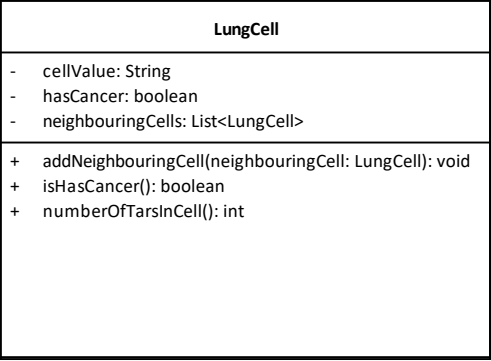 LungCell
- cellValue: String
- hasCancer: boolean
- neighbouringCells: List<LungCell>
+ addNeighbouringCell(neighbouringCell: LungCell): void
+ isHasCancer(): boolean
+ numberOfTarsInCell(): int